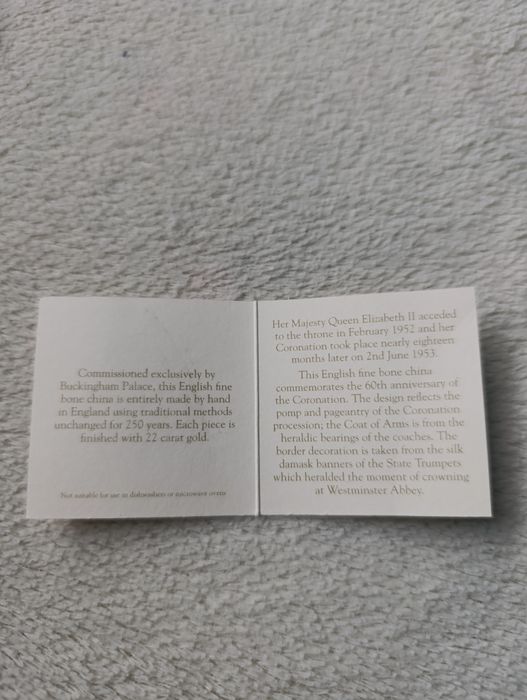 Commissioned exclusively by
Buckingham Palace, this English fine
bone china is entirely made by hand
in England using traditional methods
unchanged for 250 years. Each piece is
finished with 22 carat gold.
Not suitable for use in dishwashers or microwave ovens
Her Majesty Queen Elizabeth II acceded
to the throne in February 1952 and her
Coronation took place nearly eighteen
months later on 2nd June 1953.
This English fine bone china
commemorates the 60th anniversary of
the Coronation. The design reflects the
pomp and pageantry of the Coronation
procession; the Coat of Arms is from the
heraldic bearings of the coaches. The
border decoration is taken from the silk
damask banners of the State Trumpets
which heralded the moment of crowning
at Westminster Abbey.